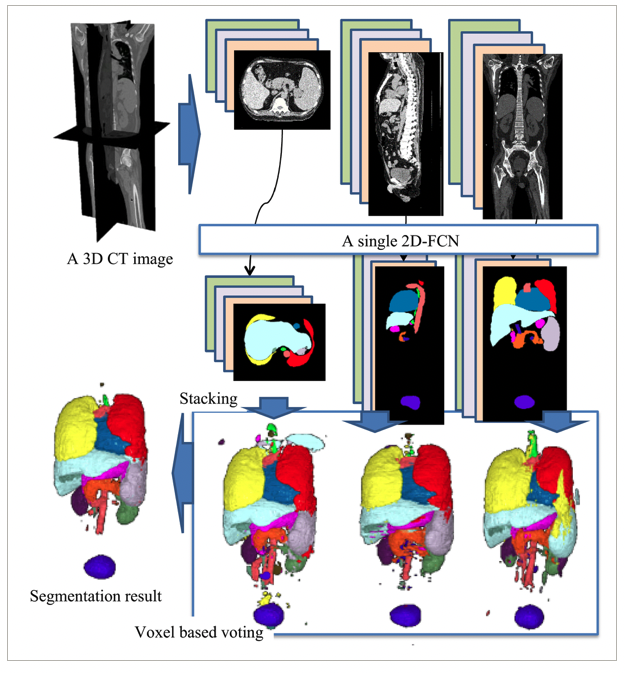 A 3D CT image
A single 2D-FCN
Stacking
Segmentation result
Voxel based voting